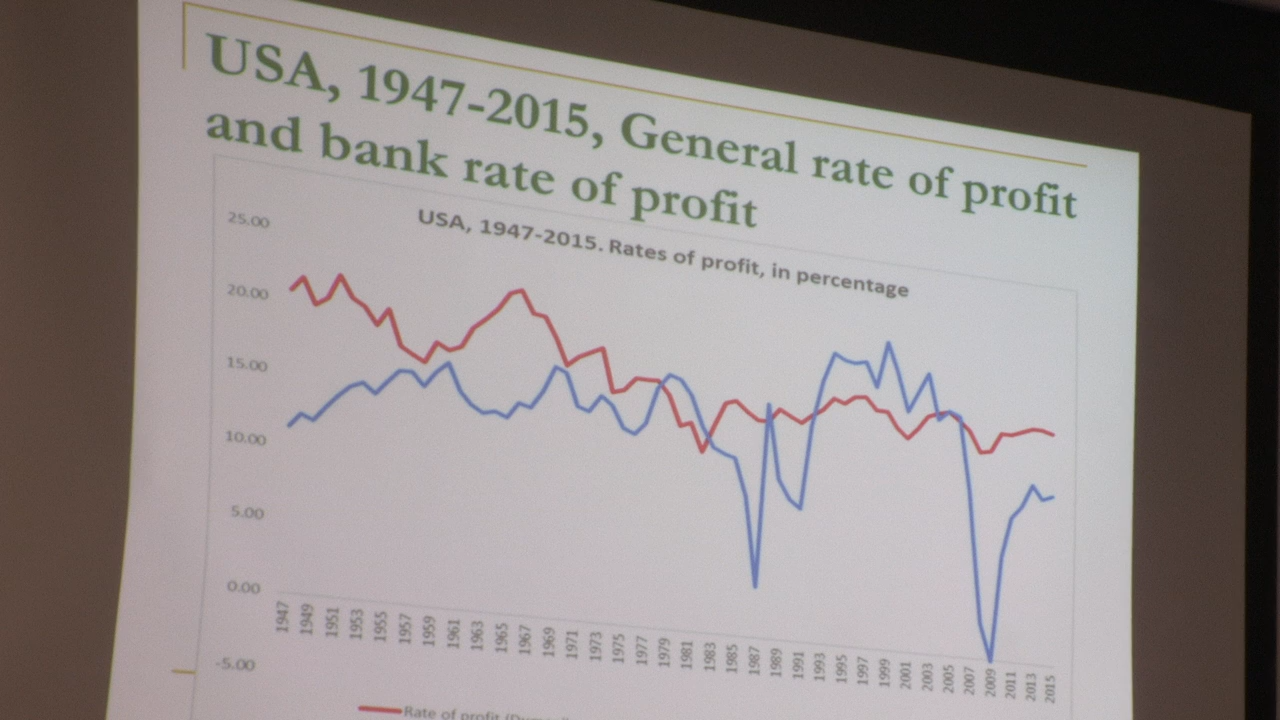 USA, 1947-2015, General rate of profit
and bank rate of profit
USA, 1947-2015. Rates of profit, in percentage
25.00
20.00
15.00
10.00
5.00
0.00
-5.00
1947 1949 1951 1953 1955 1957 1959 1961 1963 1965 1967 1969 1971 1973 1975 1977 1979 1981 1983 1985 1987 1989 1991 1993 1995 1997 1999 2001 2003 2005 2007 2009 2011 2013 2015
Rate of profit